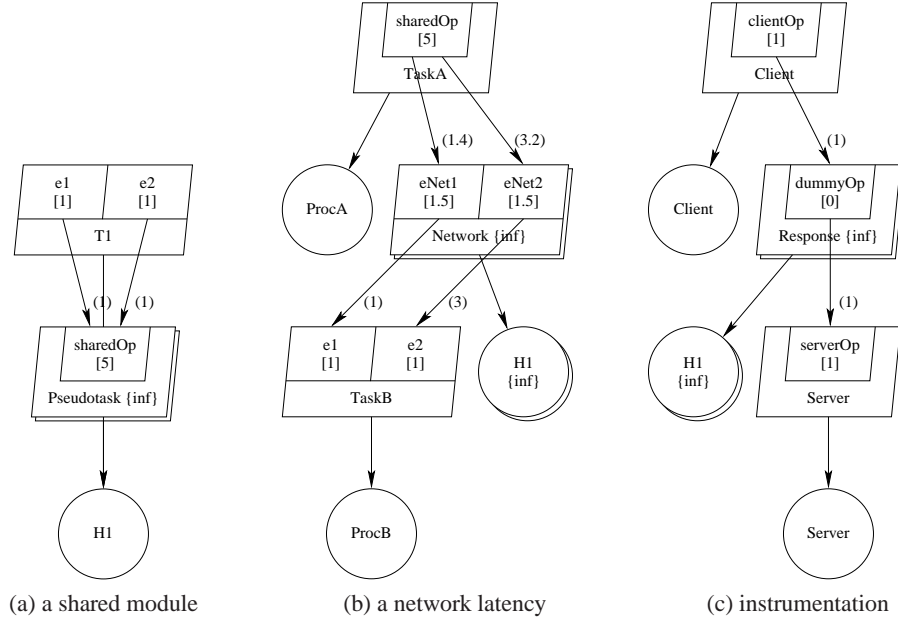 e1
[1]
e2
[1]
T1
(1)
(1)
sharedOp
[5]
Pseudotask {inf}
H1
(a) a shared module
sharedOp
[5]
TaskA
(1.4)
(3.2)
ProcA
eNet1
[1.5]
eNet2
[1.5]
Network {inf}
(1)
(3)
e1
[1]
e2
[1]
TaskB
H1
{inf}
ProcB
(b) a network latency
clientOp
[1]
Client
(1)
Client
dummyOp
[0]
Response {inf}
(1)
H1
{inf}
serverOp
[1]
Server
Server
(c) instrumentation